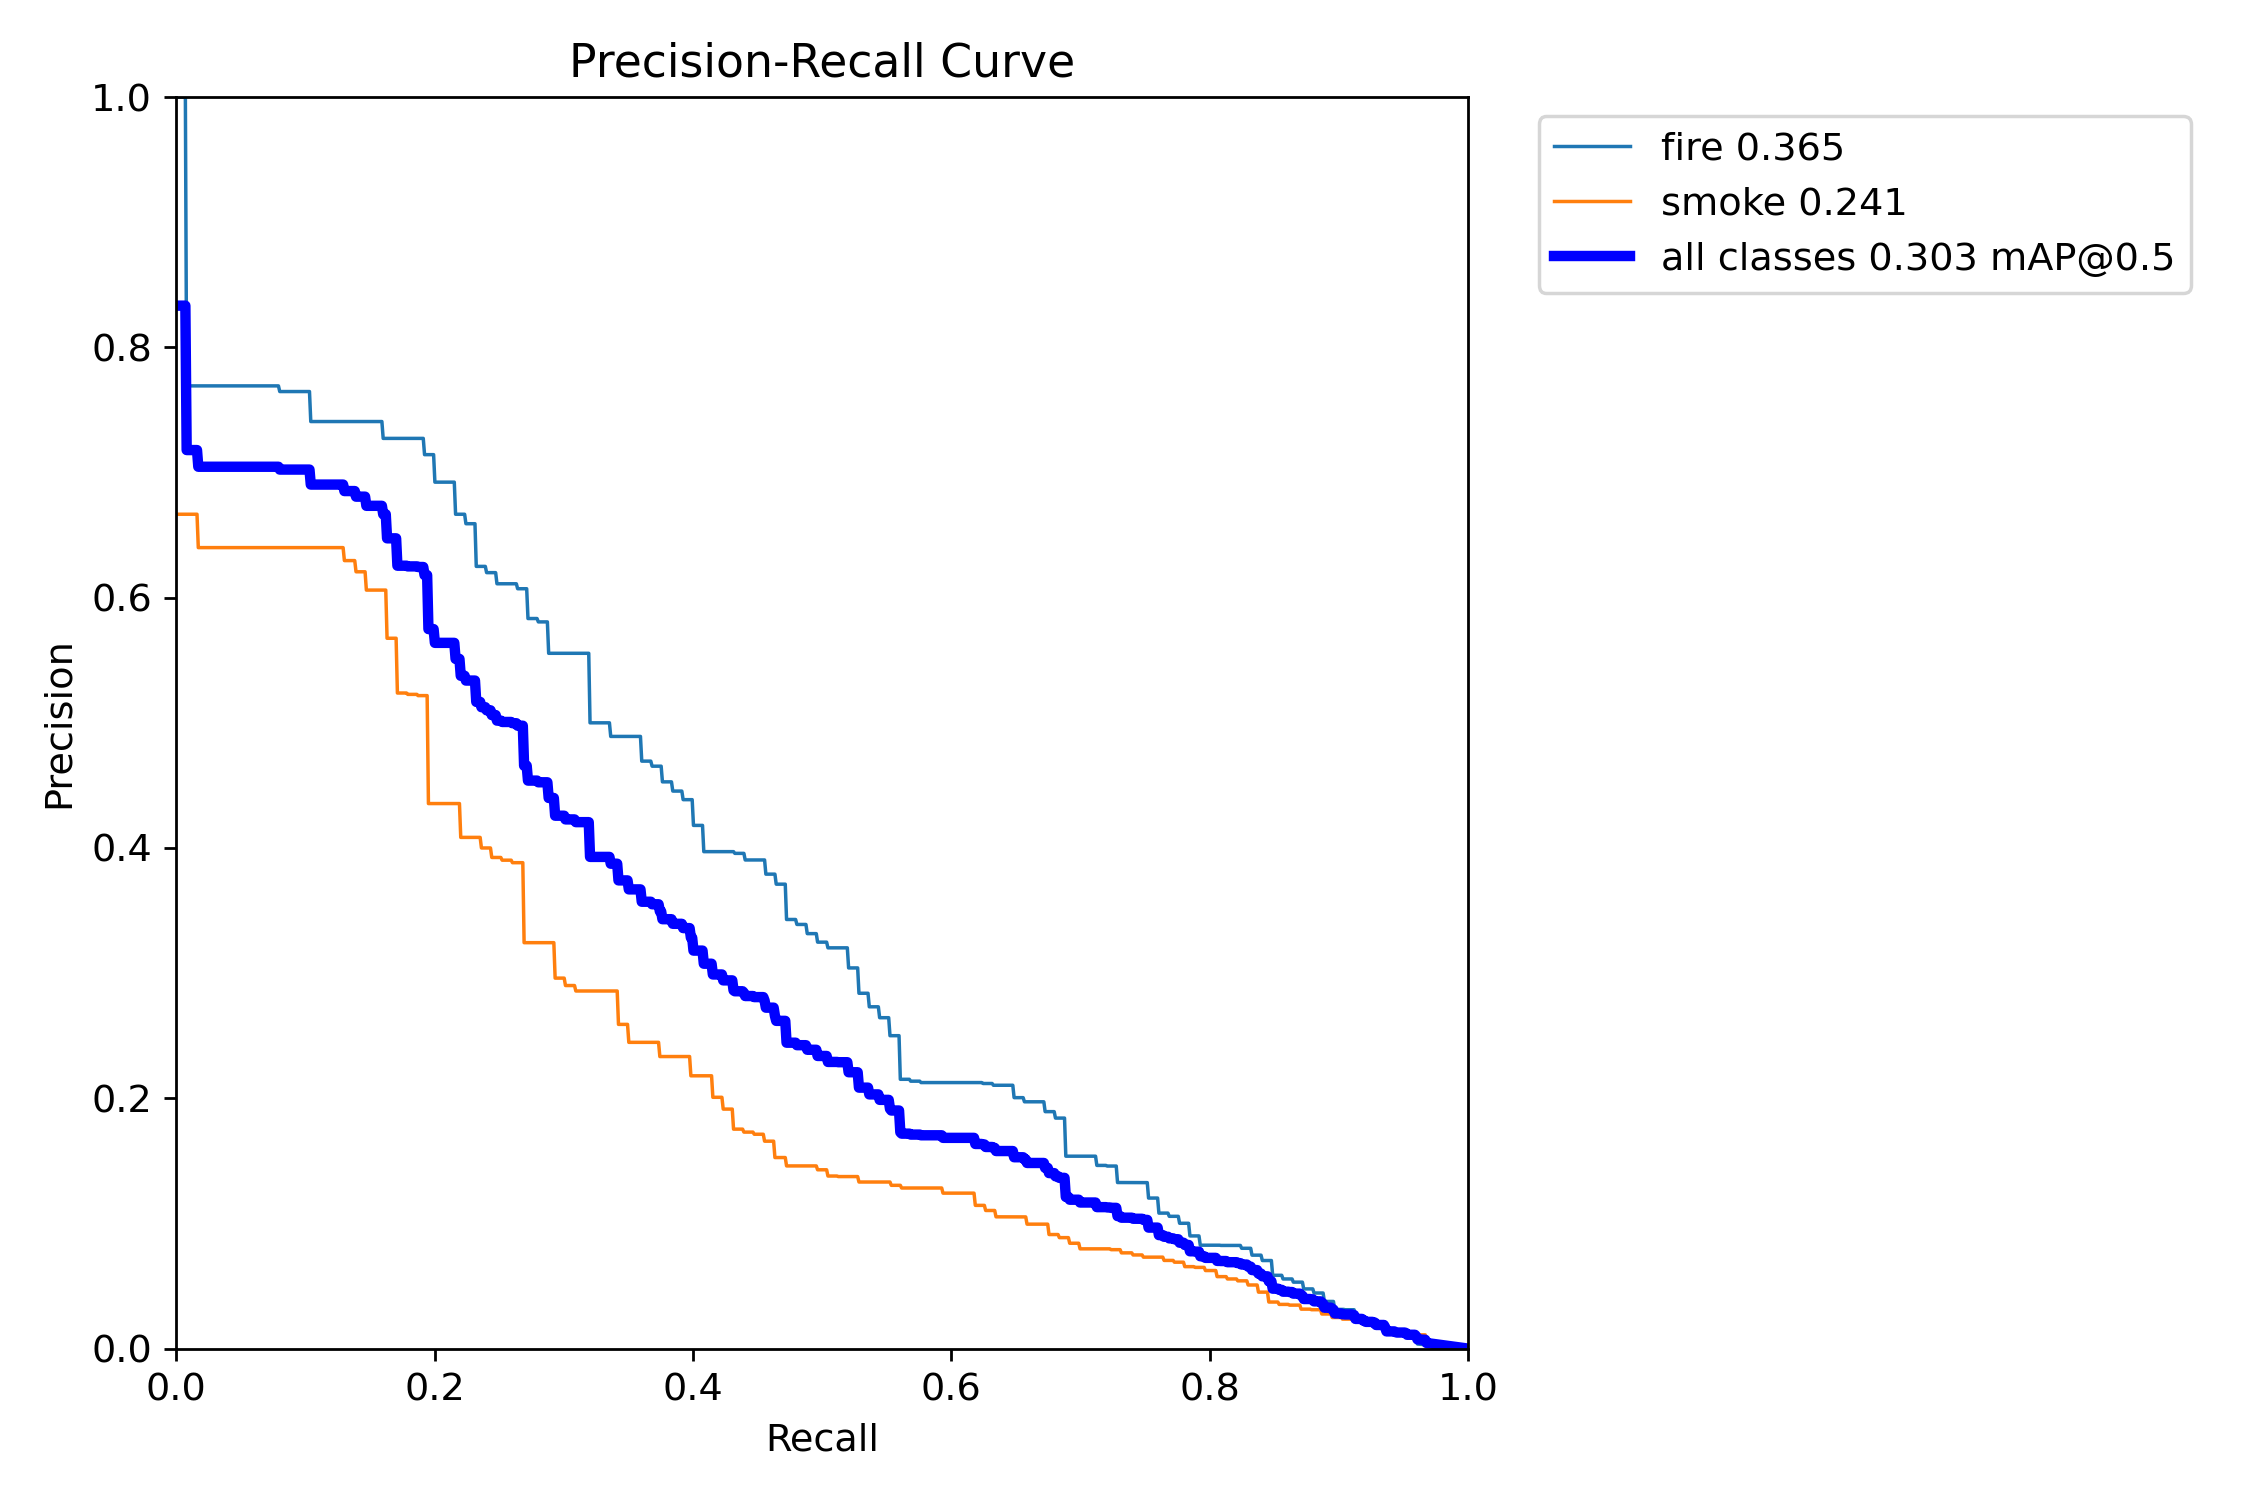 Precision-Recall Curve
1.0
0.8
0.6
0.4
0.2
0.0
Precision
0.0 0.2 0.4 0.6 0.8 1.0
Recall
fire 0.365
smoke 0.241
all classes 0.303 mAP@0.5